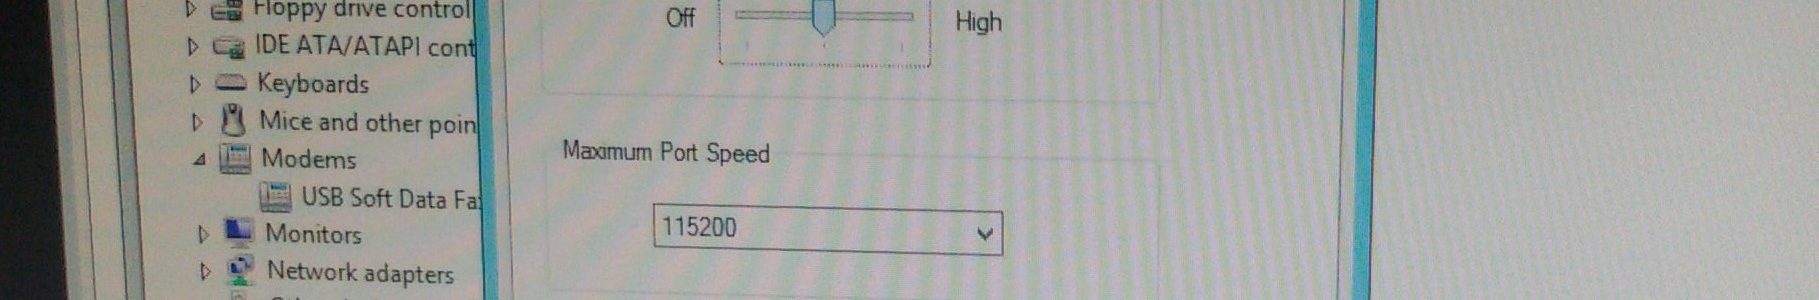 Floppy drive control
IDE ATA/ATAPI cont
Keyboards
Mice and other poin
Modems
USB Soft Data Fa
Monitors
Network adapters
Off
High
Maximum Port Speed
115200